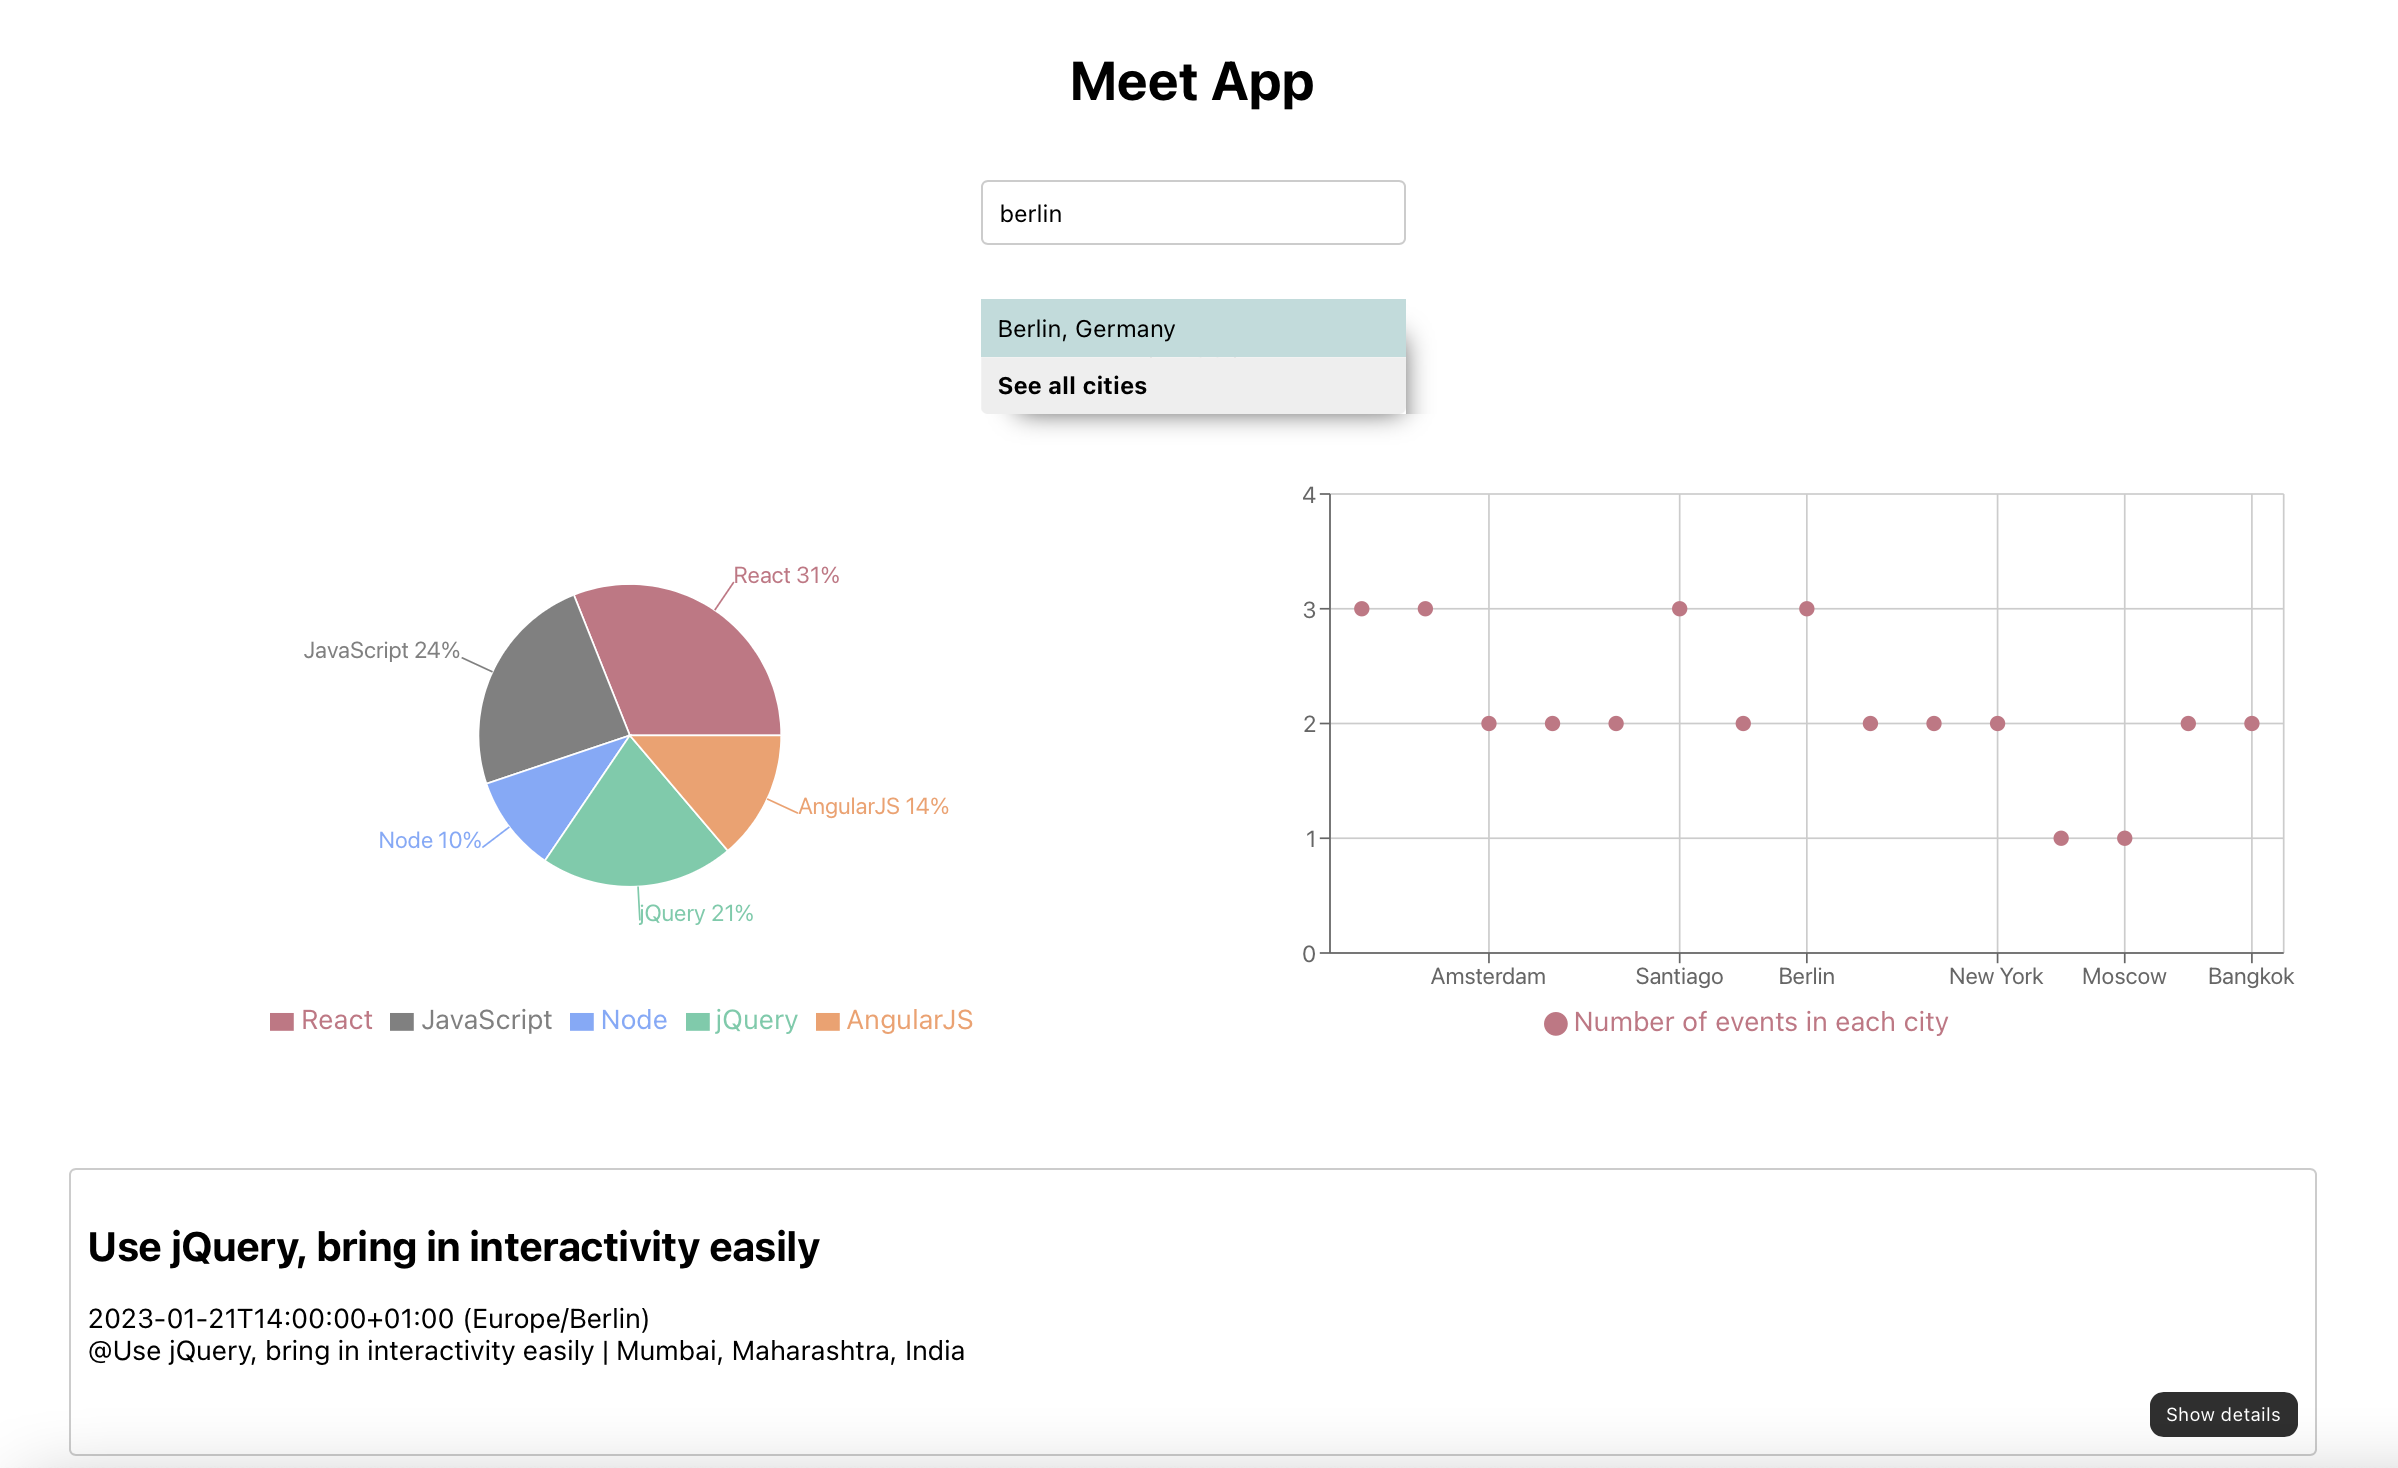 Meet App
berlin
Berlin, Germany
See all cities
React 31%
JavaScript 24%
Node 10%
jQuery 21%
AngularJS 14%
React JavaScript Node jQuery AngularJS
4
3
2
1
0
Amsterdam Santiago Berlin New York Moscow Bangkok
Number of events in each city
Use jQuery, bring in interactivity easily
2023-01-21T14:00:00+01:00 (Europe/Berlin)
@Use jQuery, bring in interactivity easily | Mumbai, Maharashtra, India
Show details